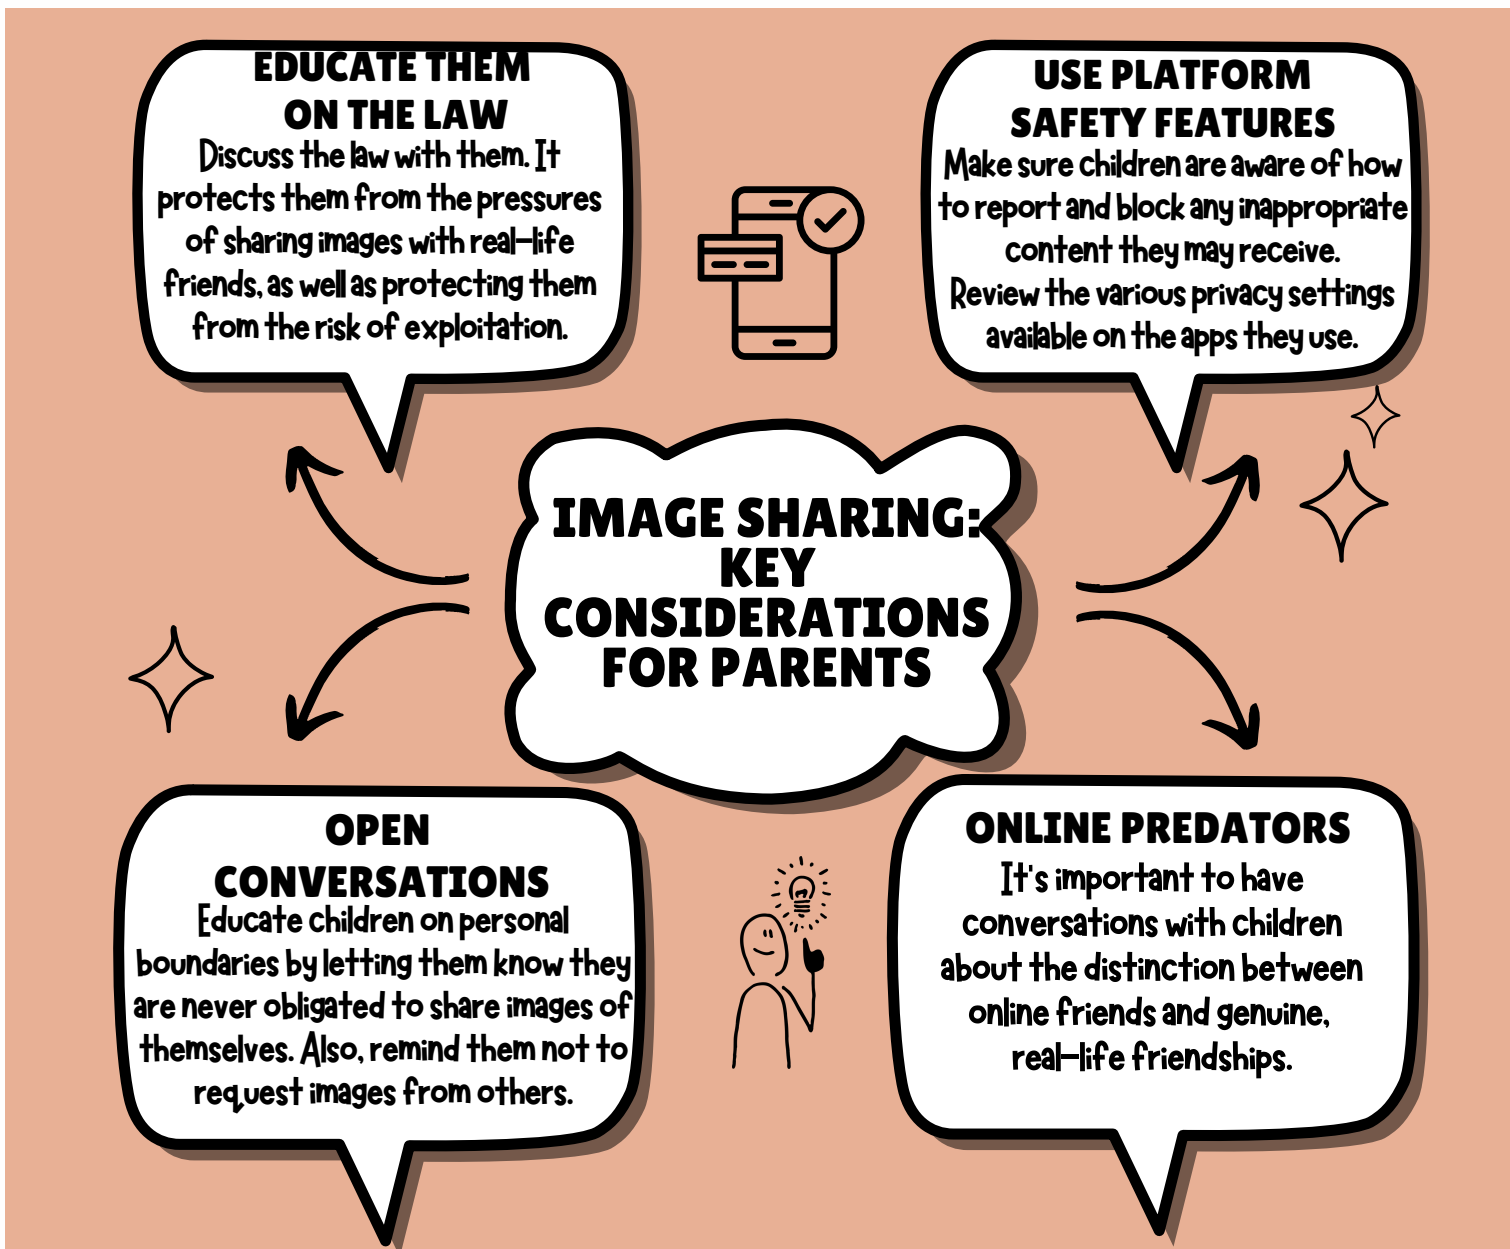 EDUCATE THEM
ON THE LAW
Discuss the law with them. It
protects them from the pressures
of sharing images with real-life
friends, as well as protecting them
from the risk of exploitation.
USE PLATFORM
SAFETY FEATURES
Make sure children are aware of how
to report and block any inappropriate
content they may receive.
Review the various privacy settings
available on the apps they use.
IMAGE SHARING:
KEY
CONSIDERATIONS
FOR PARENTS
OPEN
CONVERSATIONS
Educate children on personal
boundaries by letting them know they
are never obligated to share images of
themselves. Also, remind them not to
request images from others.
ONLINE PREDATORS
It's important to have
conversations with children
about the distinction between
online friends and genuine,
real-life friendships.